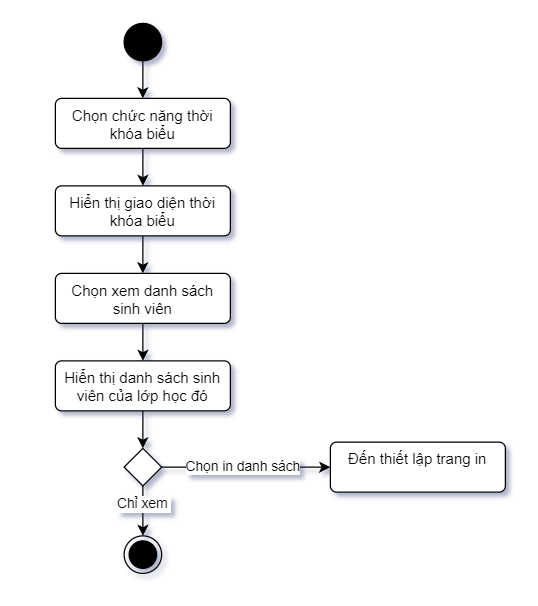 Chọn chức năng thời
khóa biểu
Hiển thị giao diện thời
khóa biểu
Chọn xem danh sách
sinh viên
Hiển thị danh sách sinh
viên của lớp học đó
Chọn in danh sách
Đến thiết lập trang in
Chỉ xem